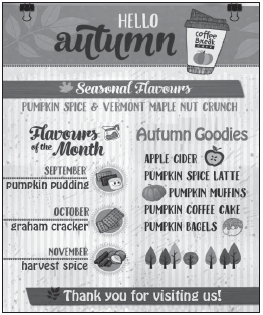 HELLO
autumn
coffee
Break
Seasonal Flavours
PUMPKIN SPICE & VERMONT MAPLE NUT CRUNCH
Flavours
of the
Month
SEPTEMBER
pumpkin pudding
OCTOBER
graham cracker
NOVEMBER
harvest spice
Autumn Goodies
APPLE CIDER
PUMPKIN SPICE LATTE
PUMPKIN MUFFINS
PUMPKIN COFFEE CAKE
PUMPKIN BAGELS
Thank you for visiting us!